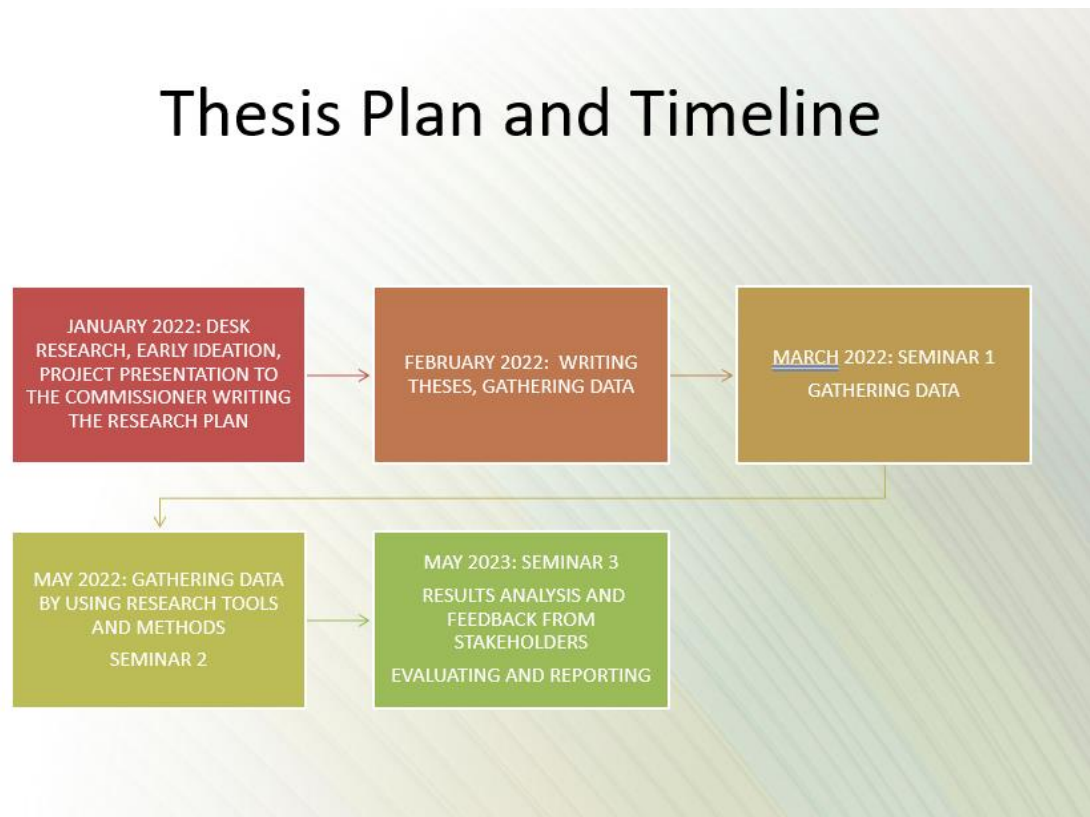 Thesis Plan and Timeline
JANUARY 2022: DESK
RESEARCH, EARLY IDEATION,
PROJECT PRESENTATION TO
THE COMMISSIONER WRITING
THE RESEARCH PLAN
FEBRUARY 2022:  WRITING
THESES, GATHERING DATA
MARCH 2022: SEMINAR 1
GATHERING DATA
MAY 2022: GATHERING DATA
BY USING RESEARCH TOOLS
AND METHODS
SEMINAR 2
MAY 2023: SEMINAR 3
RESULTS ANALYSIS AND
FEEDBACK FROM
STAKEHOLDERS
EVALUATING AND REPORTING